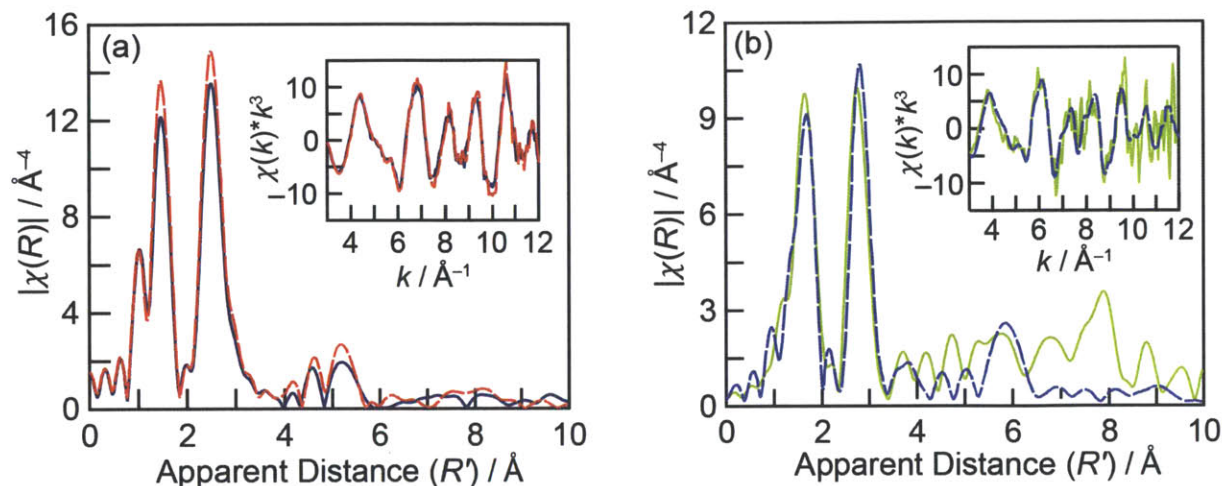 (a)
16
12
8
4
0
0 2 4 6 8 10
|χ(R)| / Å⁻⁴
Apparent Distance (R') / Å
10
0
−10
χ(k)*k³
4 6 8 10 12
k / Å⁻¹
(b)
12
9
6
3
0
0 2 4 6 8 10
|χ(R)| / Å⁻⁴
Apparent Distance (R') / Å
10
0
−10
χ(k)*k³
4 6 8 10 12
k / Å⁻¹